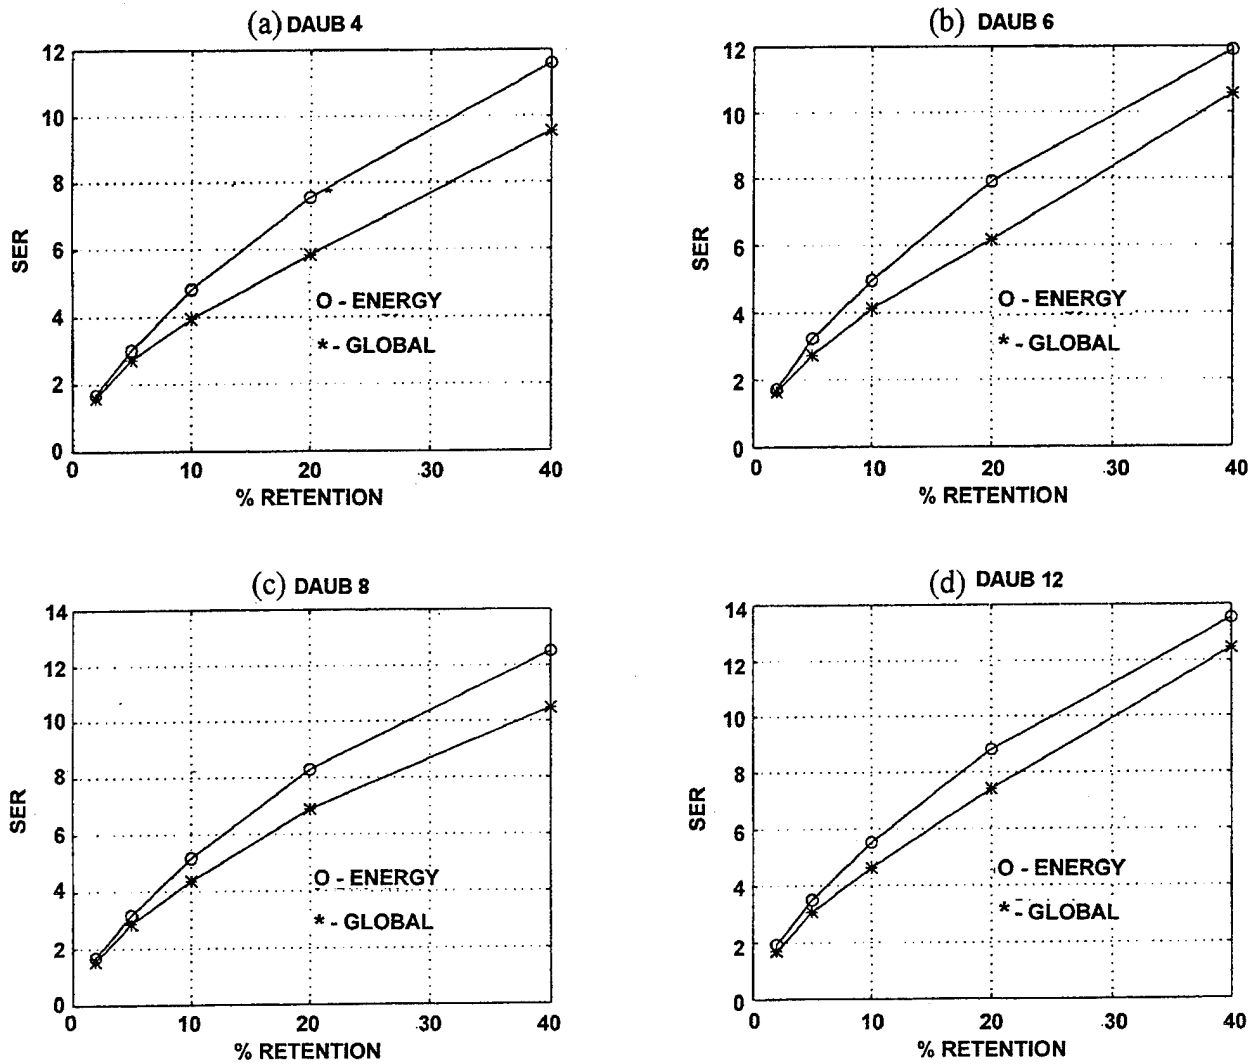 (a) DAUB 4
12
10
8
6
4
2
0
SER
O - ENERGY
* - GLOBAL
0 10 20 30 40
% RETENTION
(b) DAUB 6
12
10
8
6
4
2
0
SER
O - ENERGY
* - GLOBAL
0 10 20 30 40
% RETENTION
(c) DAUB 8
14
12
10
8
6
4
2
0
SER
O - ENERGY
* - GLOBAL
0 10 20 30 40
% RETENTION
(d) DAUB 12
14
12
10
8
6
4
2
0
SER
O - ENERGY
* - GLOBAL
0 10 20 30 40
% RETENTION